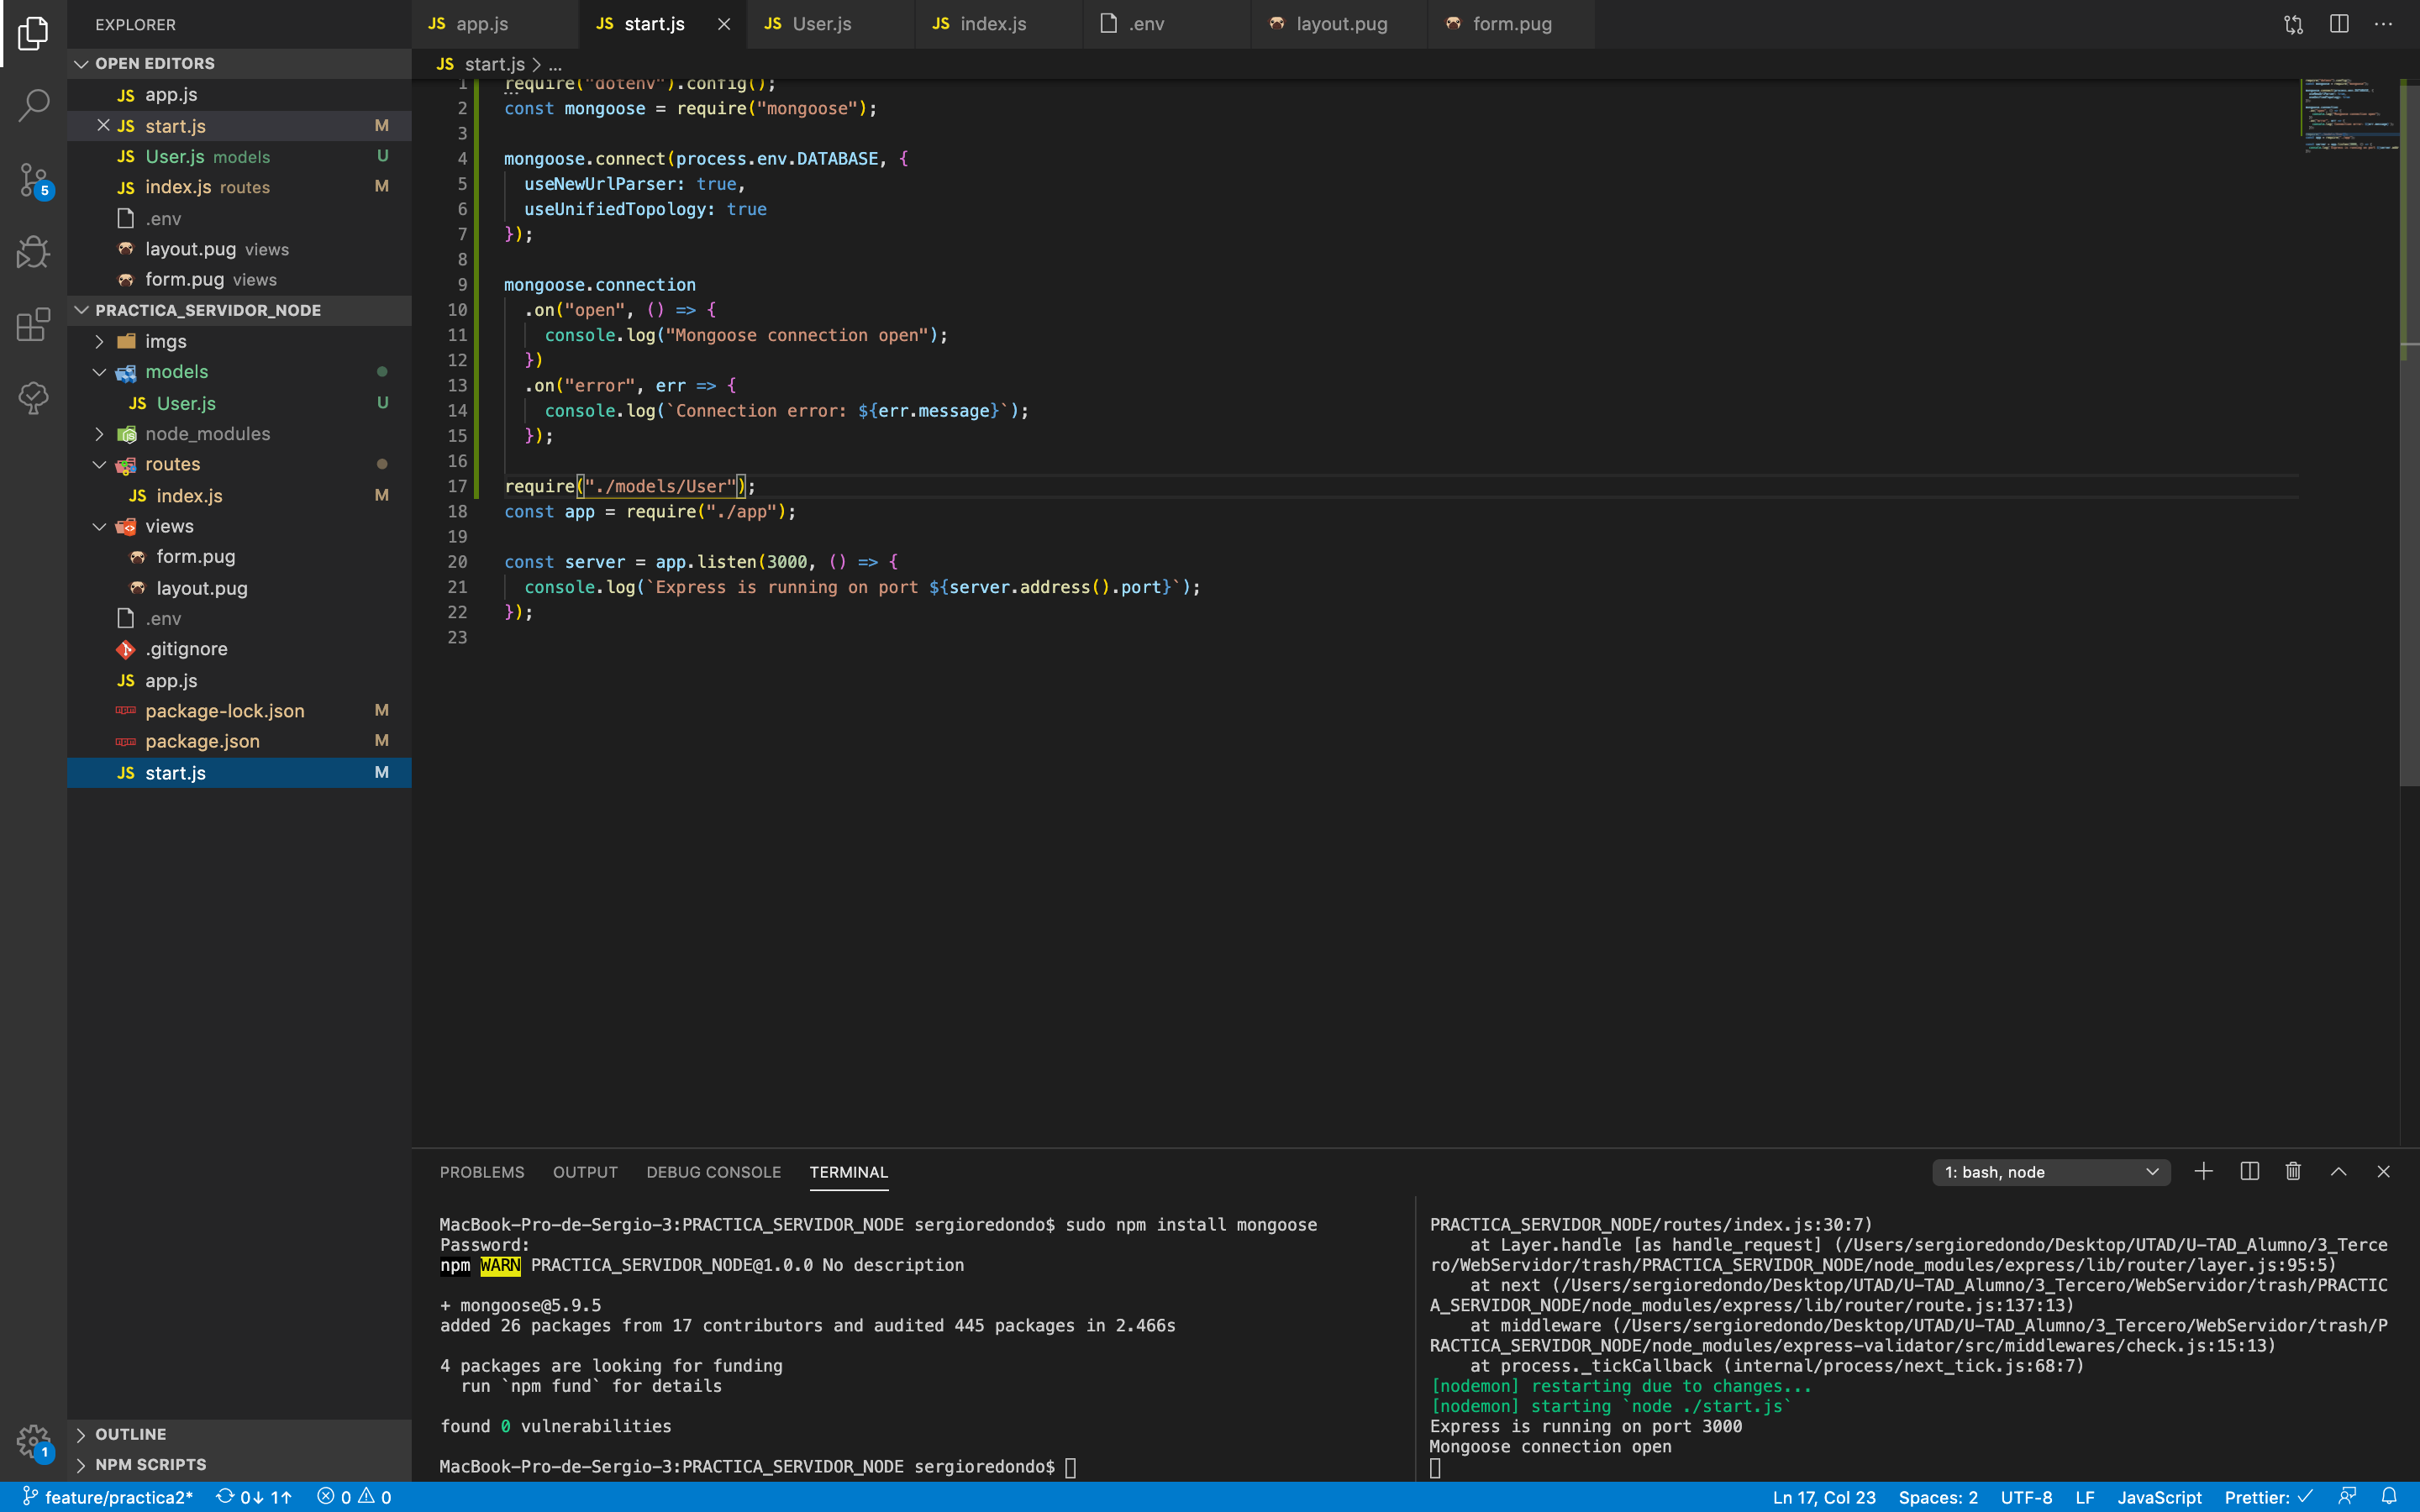 EXPLORER
OPEN EDITORS
JS app.js
JS start.js M
JS User.js models U
JS index.js routes M
.env
layout.pug views
form.pug views
PRACTICA_SERVIDOR_NODE
imgs
models
JS User.js U
node_modules
routes
JS index.js M
views
form.pug
layout.pug
.env
.gitignore
JS app.js
package-lock.json M
package.json M
JS start.js M
OUTLINE
NPM SCRIPTS
5
1
JS app.js
JS start.js
JS User.js
JS index.js
.env
layout.pug
form.pug
JS start.js > ...
1 require("dotenv").config();
2 const mongoose = require("mongoose");
3
4 mongoose.connect(process.env.DATABASE, {
5 useNewUrlParser: true,
6 useUnifiedTopology: true
7 });
8
9 mongoose.connection
10 .on("open", () => {
11 console.log("Mongoose connection open");
12 })
13 .on("error", err => {
14 console.log(`Connection error: ${err.message}`);
15 });
16
17 require("./models/User");
18 const app = require("./app");
19
20 const server = app.listen(3000, () => {
21 console.log(`Express is running on port ${server.address().port}`);
22 });
23
PROBLEMS OUTPUT DEBUG CONSOLE TERMINAL
1: bash, node
MacBook-Pro-de-Sergio-3:PRACTICA_SERVIDOR_NODE sergioredondo$ sudo npm install mongoose
Password:
npm WARN PRACTICA_SERVIDOR_NODE@1.0.0 No description
+ mongoose@5.9.5
added 26 packages from 17 contributors and audited 445 packages in 2.466s
4 packages are looking for funding
run `npm fund` for details
found 0 vulnerabilities
MacBook-Pro-de-Sergio-3:PRACTICA_SERVIDOR_NODE sergioredondo$
PRACTICA_SERVIDOR_NODE/routes/index.js:30:7)
at Layer.handle [as handle_request] (/Users/sergioredondo/Desktop/UTAD/U-TAD_Alumno/3_Terce
ro/WebServidor/trash/PRACTICA_SERVIDOR_NODE/node_modules/express/lib/router/layer.js:95:5)
at next (/Users/sergioredondo/Desktop/UTAD/U-TAD_Alumno/3_Tercero/WebServidor/trash/PRACTIC
A_SERVIDOR_NODE/node_modules/express/lib/router/route.js:137:13)
at middleware (/Users/sergioredondo/Desktop/UTAD/U-TAD_Alumno/3_Tercero/WebServidor/trash/P
RACTICA_SERVIDOR_NODE/node_modules/express-validator/src/middlewares/check.js:15:13)
at process._tickCallback (internal/process/next_tick.js:68:7)
[nodemon] restarting due to changes...
[nodemon] starting `node ./start.js`
Express is running on port 3000
Mongoose connection open
feature/practica2* 0↓ 1↑ 0 0
Ln 17, Col 23 Spaces: 2 UTF-8 LF JavaScript Prettier: ✓